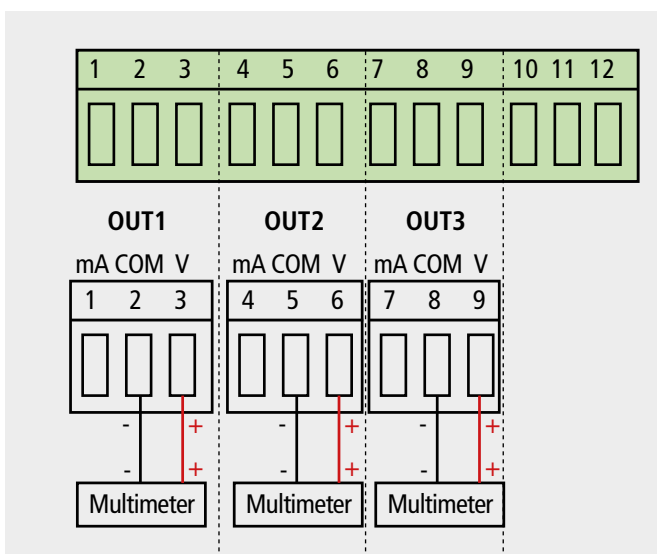 1 2 3 4 5 6 7 8 9 10 11 12
OUT1 OUT2 OUT3
mA COM V mA COM V mA COM V
1 2 3 4 5 6 7 8 9
- + - + - +
- + - + - +
Multimeter Multimeter Multimeter